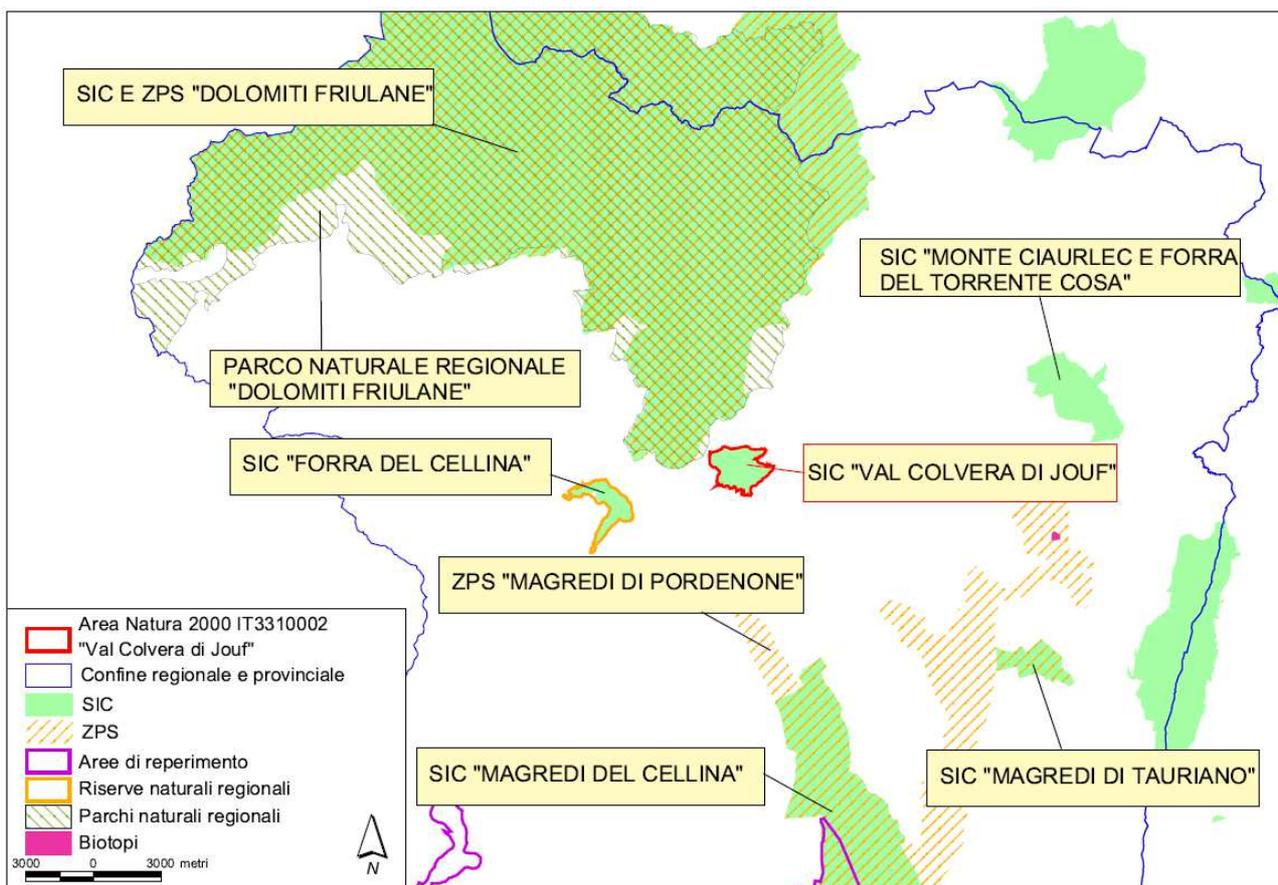 SIC E ZPS "DOLOMITI FRIULANE"
SIC "MONTE CIAURLEC E FORRA
DEL TORRENTE COSA"
PARCO NATURALE REGIONALE
"DOLOMITI FRIULANE"
SIC "FORRA DEL CELLINA"
SIC "VAL COLVERA DI JOUF"
ZPS "MAGREDI DI PORDENONE"
SIC "MAGREDI DEL CELLINA"
SIC "MAGREDI DI TAURIANO"
Area Natura 2000 IT3310002
"Val Colvera di Jouf"
Confine regionale e provinciale
SIC
ZPS
Aree di reperimento
Riserve naturali regionali
Parchi naturali regionali
Biotopi
3000 0 3000 metri
N